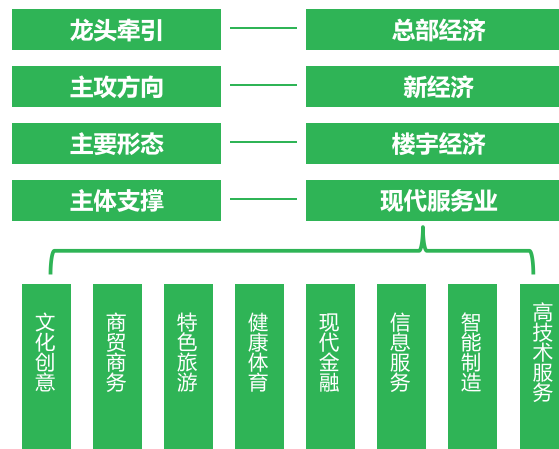 龙头牵引 总部经济
主攻方向 新经济
主要形态 楼宇经济
主体支撑 现代服务业
文化创意
商贸商务
特色旅游
健康体育
现代金融
信息服务
智能制造
高技术服务